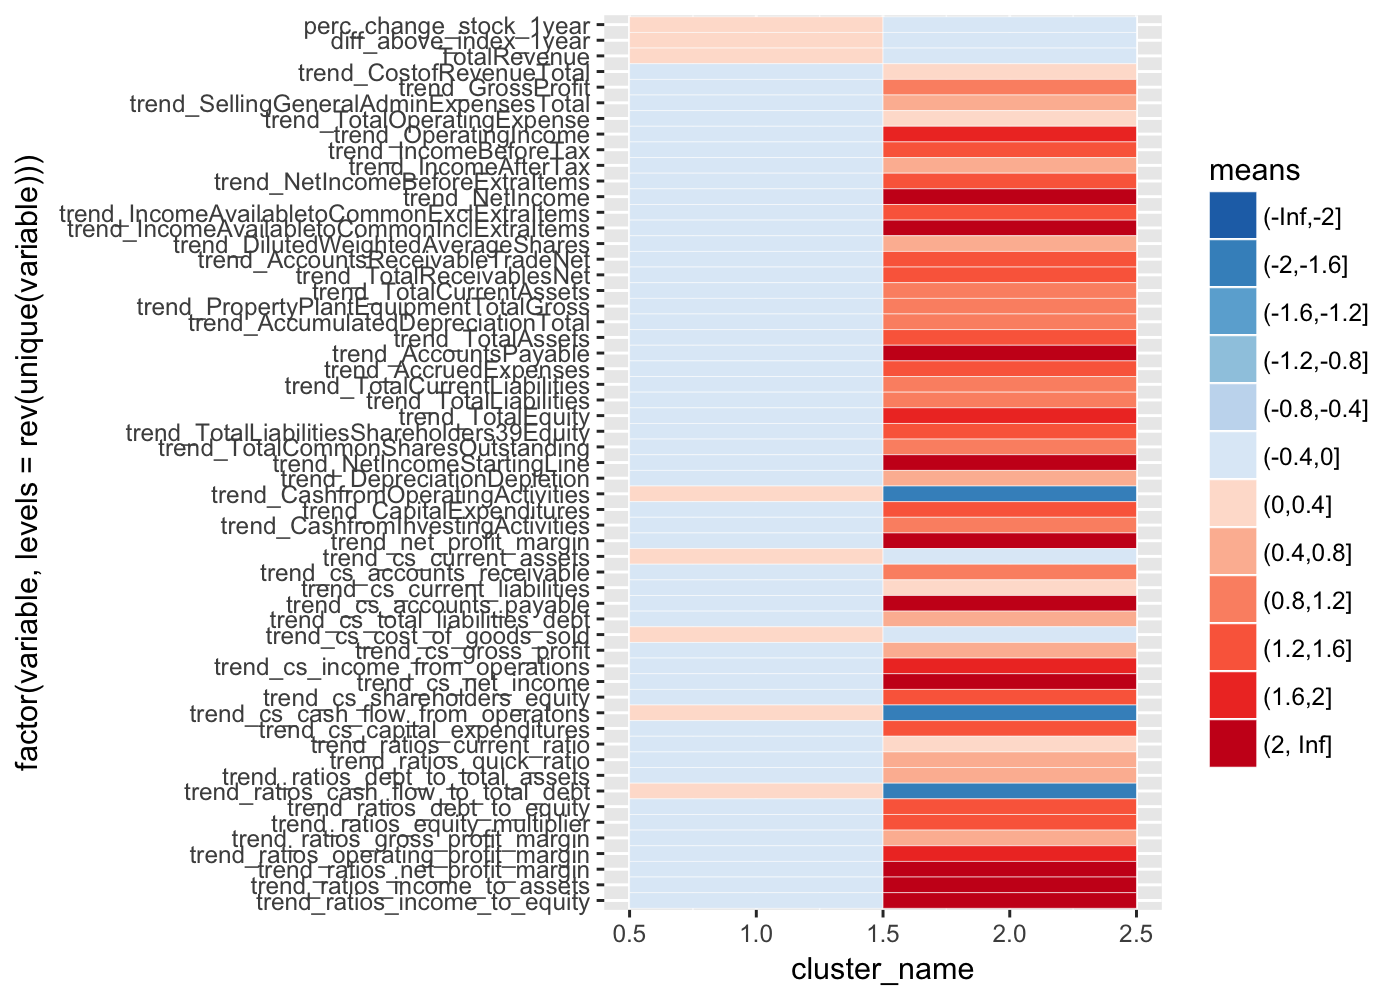 perc_change_stock_1year
diff_above_index_1year
TotalRevenue
trend_CostofRevenueTotal
trend_GrossProfit
trend_SellingGeneralAdminExpensesTotal
trend_TotalOperatingExpense
trend_OperatingIncome
trend_IncomeBeforeTax
trend_IncomeAfterTax
trend_NetIncomeBeforeExtraItems
trend_NetIncome
trend_IncomeAvailabletoCommonExclExtraItems
trend_IncomeAvailabletoCommonInclExtraItems
trend_DilutedWeightedAverageShares
trend_AccountsReceivableTradeNet
trend_TotalReceivablesNet
trend_TotalCurrentAssets
trend_PropertyPlantEquipmentTotalGross
trend_AccumulatedDepreciationTotal
trend_TotalAssets
trend_AccountsPayable
trend_AccruedExpenses
trend_TotalCurrentLiabilities
trend_TotalLiabilities
trend_TotalEquity
trend_TotalLiabilitiesShareholders39Equity
trend_TotalCommonSharesOutstanding
trend_NetIncomeStartingLine
trend_DepreciationDepletion
trend_CashfromOperatingActivities
trend_CapitalExpenditures
trend_CashfromInvestingActivities
trend_net_profit_margin
trend_cs_current_assets
trend_cs_accounts_receivable
trend_cs_current_liabilities
trend_cs_accounts_payable
trend_cs_total_liabilities_debt
trend_cs_cost_of_goods_sold
trend_cs_gross_profit
trend_cs_income_from_operations
trend_cs_net_income
trend_cs_shareholders_equity
trend_cs_cash_flow_from_operatons
trend_cs_capital_expenditures
trend_ratios_current_ratio
trend_ratios_quick_ratio
trend_ratios_debt_to_total_assets
trend_ratios_cash_flow_to_total_debt
trend_ratios_debt_to_equity
trend_ratios_equity_multiplier
trend_ratios_gross_profit_margin
trend_ratios_operating_profit_margin
trend_ratios_net_profit_margin
trend_ratios_income_to_assets
trend_ratios_income_to_equity
factor(variable, levels = rev(unique(variable)))
0.5 1.0 1.5 2.0 2.5
cluster_name
means
(-Inf,-2]
(-2,-1.6]
(-1.6,-1.2]
(-1.2,-0.8]
(-0.8,-0.4]
(-0.4,0]
(0,0.4]
(0.4,0.8]
(0.8,1.2]
(1.2,1.6]
(1.6,2]
(2, Inf]